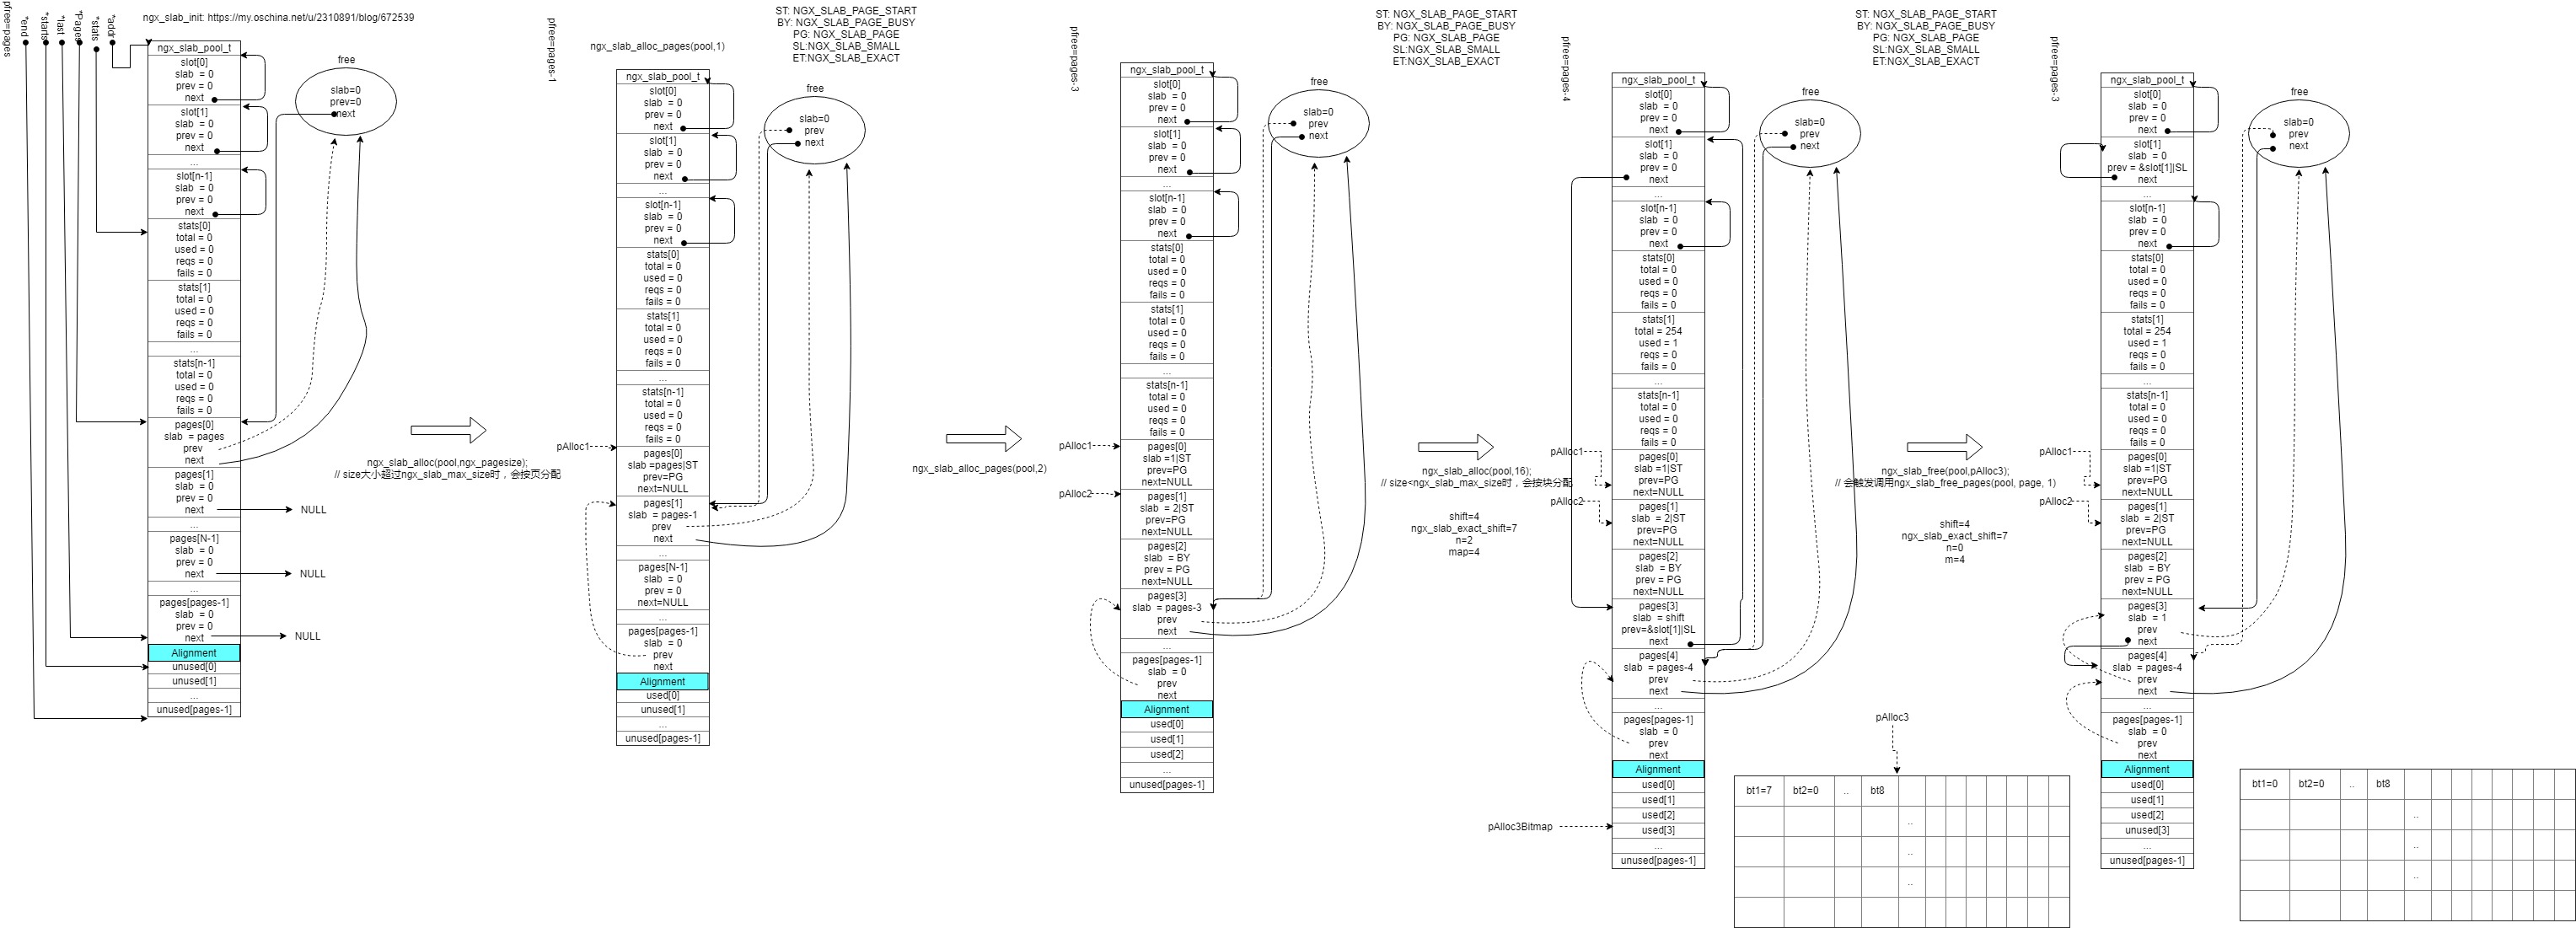 pfree=pages
*end
*starts
*last
*Pages
*stats
*addr
ngx_slab_init: https://my.oschina.net/u/2310891/blog/672539
ngx_slab_pool_t
slot[0]
slab = 0
prev = 0
next
slot[1]
slab = 0
prev = 0
next
...
slot[n-1]
slab = 0
prev = 0
next
stats[0]
total = 0
used = 0
reqs = 0
fails = 0
stats[1]
total = 0
used = 0
reqs = 0
fails = 0
...
stats[n-1]
total = 0
used = 0
reqs = 0
fails = 0
pages[0]
slab = pages
prev
next
pages[1]
slab = 0
prev = 0
next
NULL
...
pages[N-1]
slab = 0
prev = 0
next
NULL
...
pages[pages-1]
slab = 0
prev = 0
next
NULL
Alignment
unused[0]
unused[1]
...
unused[pages-1]
free
slab=0
prev=0
next
ngx_slab_alloc(pool,ngx_pagesize);
// size大小超过ngx_slab_max_size时，会按页分配
pfree=pages-1
ngx_slab_alloc_pages(pool,1)
ST: NGX_SLAB_PAGE_START
BY: NGX_SLAB_PAGE_BUSY
PG: NGX_SLAB_PAGE
SL:NGX_SLAB_SMALL
ET:NGX_SLAB_EXACT
ngx_slab_pool_t
slot[0]
slab = 0
prev = 0
next
slot[1]
slab = 0
prev = 0
next
...
slot[n-1]
slab = 0
prev = 0
next
stats[0]
total = 0
used = 0
reqs = 0
fails = 0
stats[1]
total = 0
used = 0
reqs = 0
fails = 0
...
stats[n-1]
total = 0
used = 0
reqs = 0
fails = 0
pAlloc1
pages[0]
slab =pages|ST
prev=PG
next=NULL
pages[1]
slab = pages-1
prev
next
...
pages[N-1]
slab = 0
prev = 0
next=NULL
...
pages[pages-1]
slab = 0
prev
next
Alignment
used[0]
unused[1]
...
unused[pages-1]
free
slab=0
prev
next
ngx_slab_alloc_pages(pool,2)
pfree=pages-3
ngx_slab_pool_t
slot[0]
slab = 0
prev = 0
next
slot[1]
slab = 0
prev = 0
next
...
slot[n-1]
slab = 0
prev = 0
next
stats[0]
total = 0
used = 0
reqs = 0
fails = 0
stats[1]
total = 0
used = 0
reqs = 0
fails = 0
...
stats[n-1]
total = 0
used = 0
reqs = 0
fails = 0
pAlloc1
pages[0]
slab =1|ST
prev=PG
next=NULL
pAlloc2
pages[1]
slab = 2|ST
prev=PG
next=NULL
pages[2]
slab = BY
prev = PG
next=NULL
pages[3]
slab = pages-3
prev
next
...
pages[pages-1]
slab = 0
prev
next
Alignment
used[0]
used[1]
used[2]
...
unused[pages-1]
free
slab=0
prev
next
ngx_slab_alloc(pool,16);
// size<ngx_slab_max_size时，会按块分配
shift=4
ngx_slab_exact_shift=7
n=2
map=4
ST: NGX_SLAB_PAGE_START
BY: NGX_SLAB_PAGE_BUSY
PG: NGX_SLAB_PAGE
SL:NGX_SLAB_SMALL
ET:NGX_SLAB_EXACT
pfree=pages-4
ngx_slab_pool_t
slot[0]
slab = 0
prev = 0
next
slot[1]
slab = 0
prev = 0
next
...
slot[n-1]
slab = 0
prev = 0
next
stats[0]
total = 0
used = 0
reqs = 0
fails = 0
stats[1]
total = 254
used = 1
reqs = 0
fails = 0
...
stats[n-1]
total = 0
used = 0
reqs = 0
fails = 0
pAlloc1
pages[0]
slab =1|ST
prev=PG
next=NULL
pAlloc2
pages[1]
slab = 2|ST
prev=PG
next=NULL
pages[2]
slab = BY
prev = PG
next=NULL
pages[3]
slab = shift
prev=&slot[1]|SL
next
pages[4]
slab = pages-4
prev
next
...
pages[pages-1]
slab = 0
prev
next
Alignment
used[0]
used[1]
used[2]
pAlloc3Bitmap
used[3]
...
unused[pages-1]
free
slab=0
prev
next
pAlloc3
bt1=7 bt2=0 .. bt8
..
..
..
ngx_slab_free(pool,pAlloc3);
// 会触发调用ngx_slab_free_pages(pool, page, 1)
shift=4
ngx_slab_exact_shift=7
n=0
m=4
ST: NGX_SLAB_PAGE_START
BY: NGX_SLAB_PAGE_BUSY
PG: NGX_SLAB_PAGE
SL:NGX_SLAB_SMALL
ET:NGX_SLAB_EXACT
pfree=pages-3
ngx_slab_pool_t
slot[0]
slab = 0
prev = 0
next
slot[1]
slab = 0
prev = &slot[1]|SL
next
...
slot[n-1]
slab = 0
prev = 0
next
stats[0]
total = 0
used = 0
reqs = 0
fails = 0
stats[1]
total = 254
used = 1
reqs = 0
fails = 0
...
stats[n-1]
total = 0
used = 0
reqs = 0
fails = 0
pAlloc1
pages[0]
slab =1|ST
prev=PG
next=NULL
pAlloc2
pages[1]
slab = 2|ST
prev=PG
next=NULL
pages[2]
slab = BY
prev = PG
next=NULL
pages[3]
slab = 1
prev
next
pages[4]
slab = pages-4
prev
next
...
pages[pages-1]
slab = 0
prev
next
Alignment
used[0]
used[1]
used[2]
unused[3]
...
unused[pages-1]
free
slab=0
prev
next
bt1=0 bt2=0 .. bt8
..
..
..